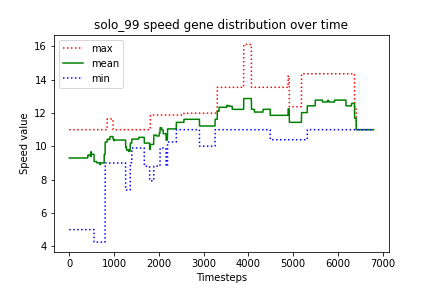 solo_99 speed gene distribution over time
max
mean
min
Speed value
16
14
12
10
8
6
4
0
1000
2000
3000
4000
5000
6000
7000
Timesteps